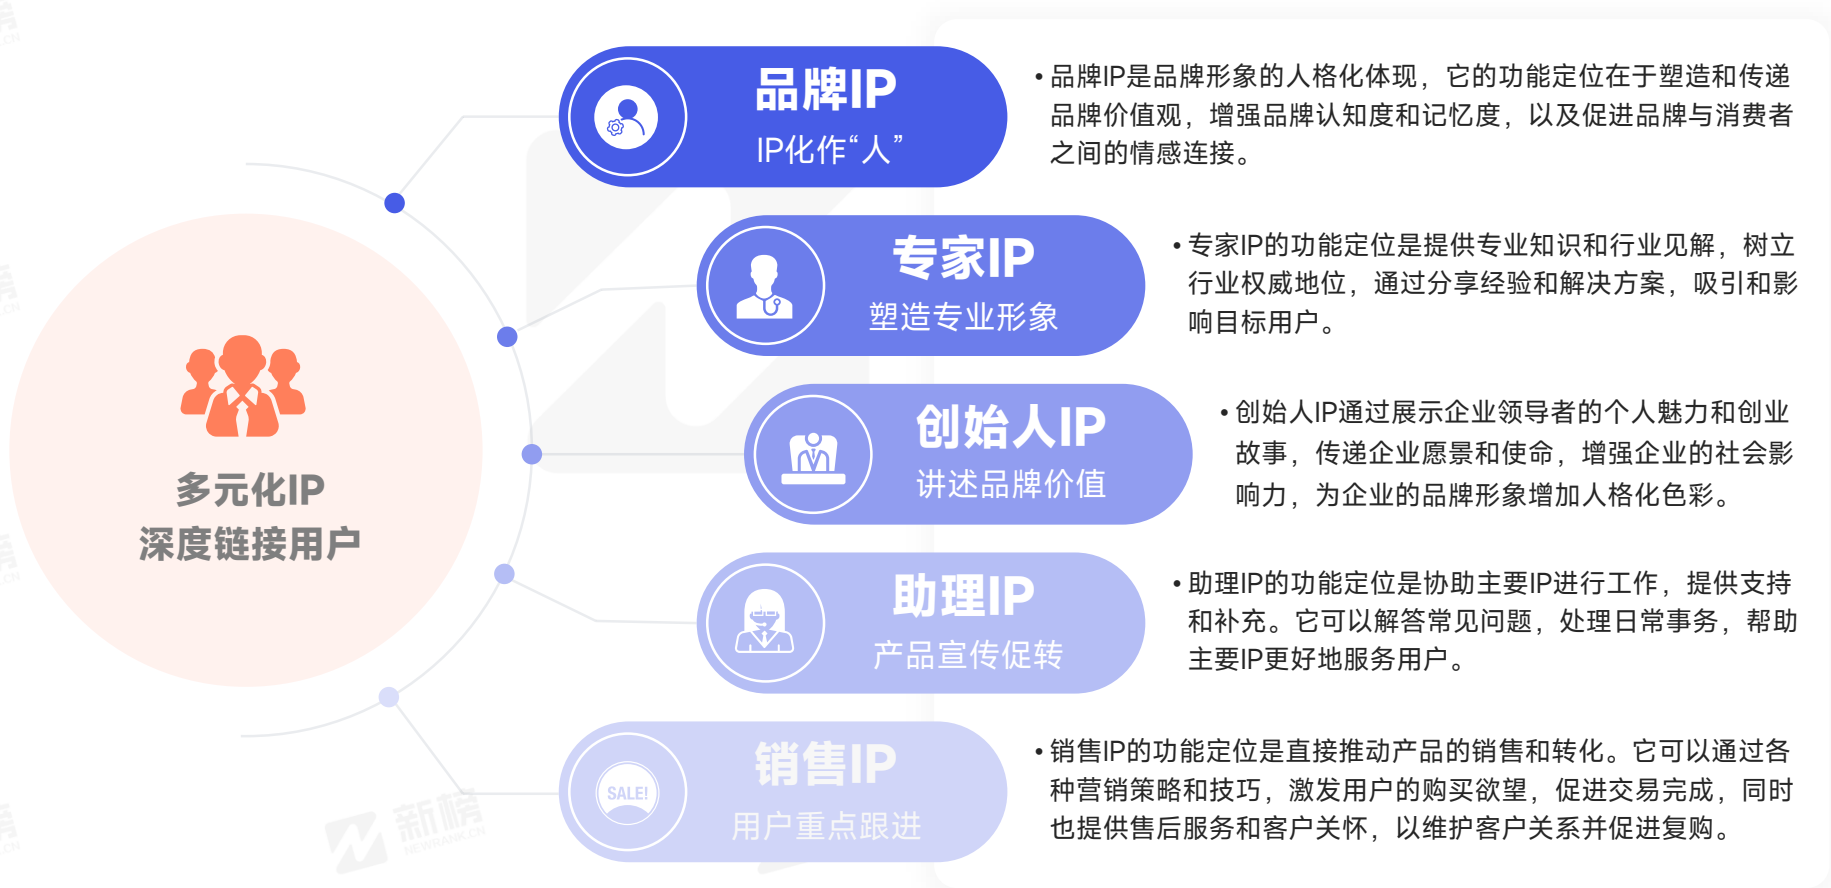 多元化IP
深度链接用户
品牌IP
IP化作“人”
• 品牌IP是品牌形象的人格化体现，它的功能定位在于塑造和传递
品牌价值观，增强品牌认知度和记忆度，以及促进品牌与消费者
之间的情感连接。
专家IP
塑造专业形象
• 专家IP的功能定位是提供专业知识和行业见解，树立
行业权威地位，通过分享经验和解决方案，吸引和影
响目标用户。
创始人IP
讲述品牌价值
• 创始人IP通过展示企业领导者的个人魅力和创业
故事，传递企业愿景和使命，增强企业的社会影
响力，为企业的品牌形象增加人格化色彩。
助理IP
产品宣传促转
• 助理IP的功能定位是协助主要IP进行工作，提供支持
和补充。它可以解答常见问题，处理日常事务，帮助
主要IP更好地服务用户。
销售IP
用户重点跟进
SALE!
• 销售IP的功能定位是直接推动产品的销售和转化。它可以通过各
种营销策略和技巧，激发用户的购买欲望，促进交易完成，同时
也提供售后服务和客户关怀，以维护客户关系并促进复购。
新榜
NEWRANK.CN